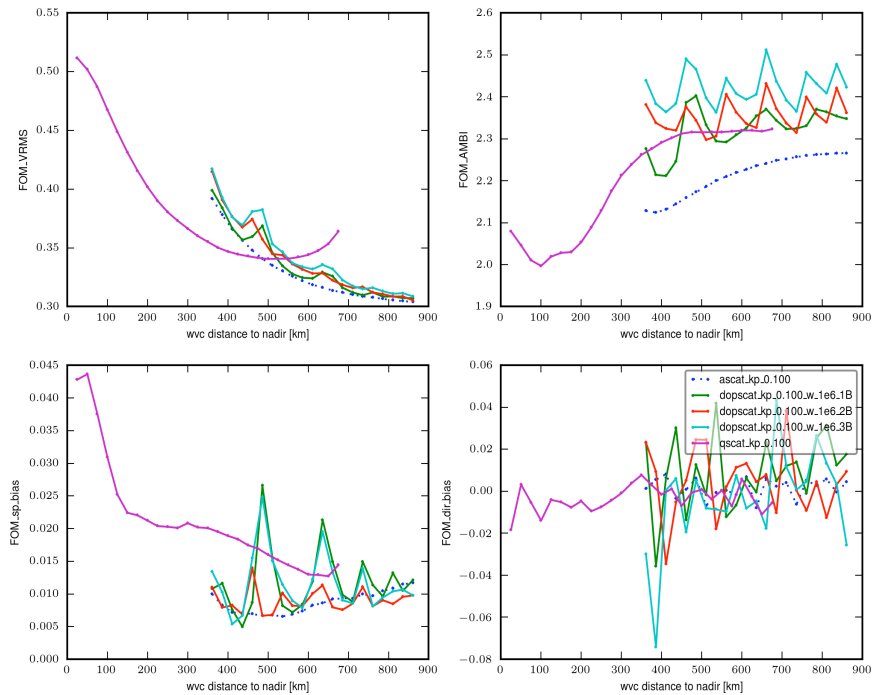 0.55
0.50
0.45
0.40
0.35
0.30
FOM_VRMS
0 100 200 300 400 500 600 700 800 900
wvc distance to nadir [km]
2.6
2.5
2.4
2.3
2.2
2.1
2.0
1.9
FOM_AMBI
0 100 200 300 400 500 600 700 800 900
wvc distance to nadir [km]
0.045
0.040
0.035
0.030
0.025
0.020
0.015
0.010
0.005
0.000
FOM_sp_bias
0 100 200 300 400 500 600 700 800 900
wvc distance to nadir [km]
0.06
0.04
0.02
0.00
−0.02
−0.04
−0.06
−0.08
FOM_dir_bias
0 100 200 300 400 500 600 700 800 900
wvc distance to nadir [km]
ascat_kp_0.100
dopscat_kp_0.100_w_1e6_1B
dopscat_kp_0.100_w_1e6_2B
dopscat_kp_0.100_w_1e6_3B
qscat_kp_0.100